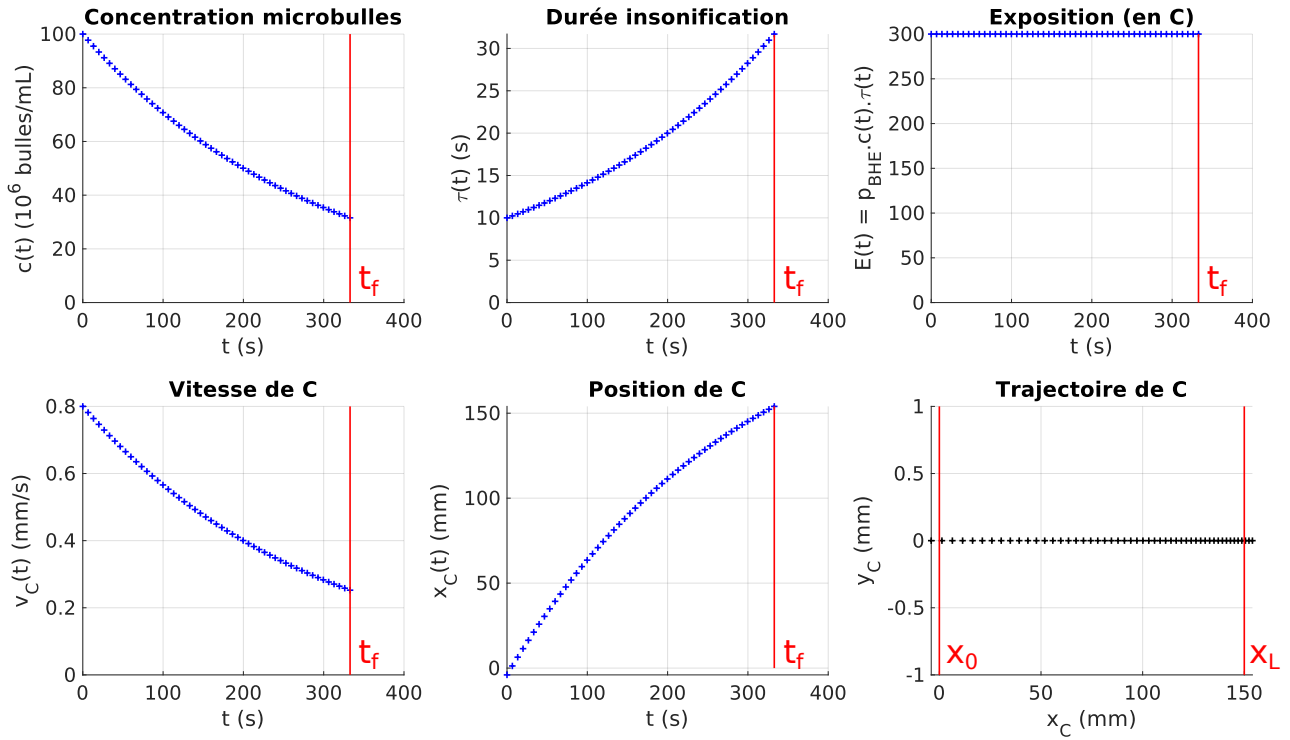 Concentration microbulles
c(t) (10^6 bulles/mL)
100
80
60
40
20
0
t_f
0 100 200 300 400
t (s)
Durée insonification
τ(t) (s)
30
25
20
15
10
5
0
t_f
0 100 200 300 400
t (s)
Exposition (en C)
E(t) = p_BHE.c(t).τ(t)
300
250
200
150
100
50
0
t_f
0 100 200 300 400
t (s)
Vitesse de C
v_C(t) (mm/s)
0.8
0.6
0.4
0.2
0
t_f
0 100 200 300 400
t (s)
Position de C
x_C(t) (mm)
150
100
50
0
t_f
0 100 200 300 400
t (s)
Trajectoire de C
y_C (mm)
1
0.5
0
-0.5
-1
x_0
x_L
0 50 100 150
x_C (mm)